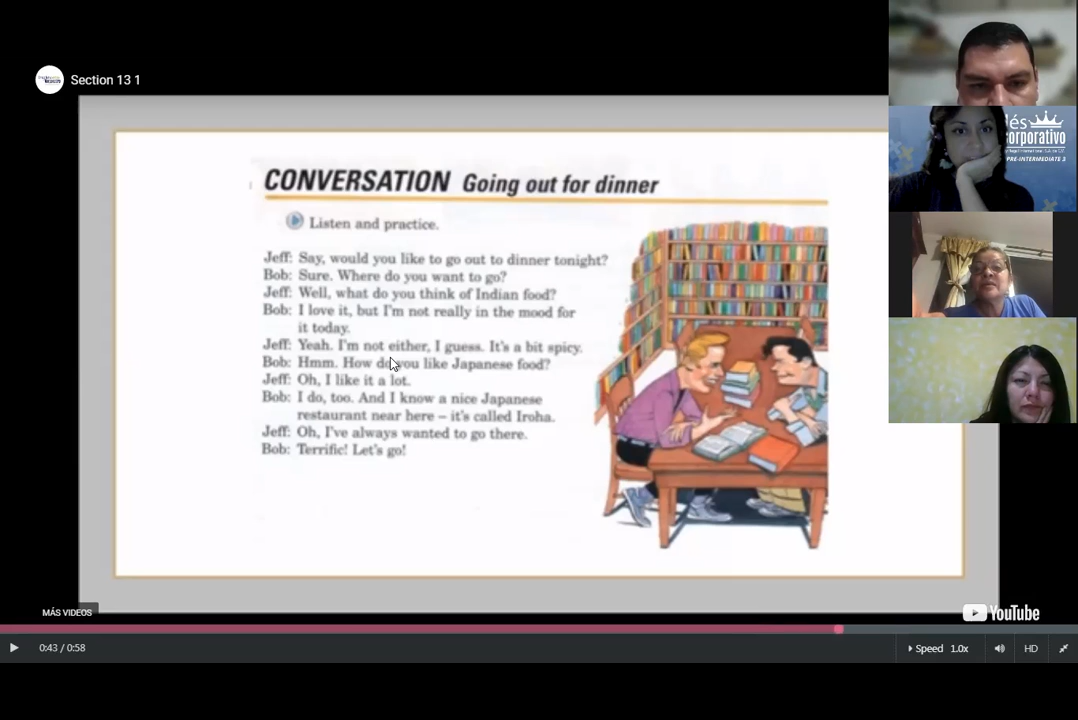 Section 13 1
CONVERSATION Going out for dinner
Listen and practice.
Jeff: Say, would you like to go out to dinner tonight?
Bob: Sure. Where do you want to go?
Jeff: Well, what do you think of Indian food?
Bob: I love it, but I'm not really in the mood for
it today.
Jeff: Yeah. I'm not either, I guess. It's a bit spicy.
Bob: Hmm. How do you like Japanese food?
Jeff: Oh, I like it a lot.
Bob: I do, too. And I know a nice Japanese
restaurant near here – it's called Iroha.
Jeff: Oh, I've always wanted to go there.
Bob: Terrific! Let's go!
és
orporativo
PRE-INTERMEDIATE 3
MÁS VIDEOS
YouTube
0:43 / 0:58
Speed 1.0x
HD